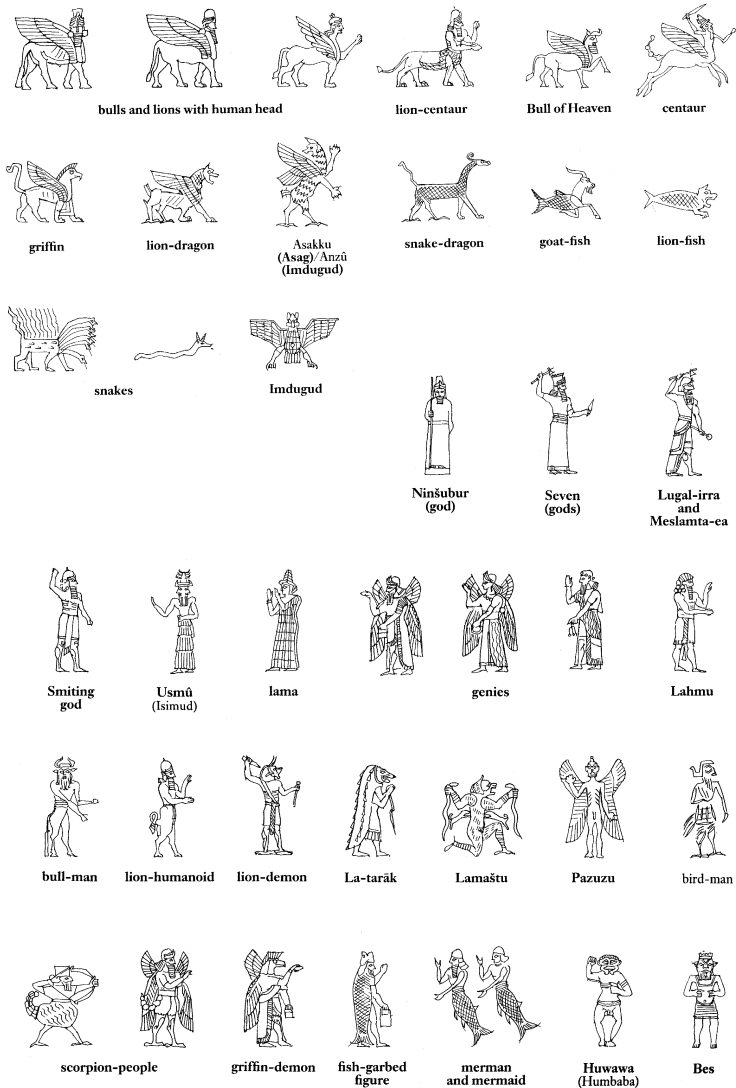 bulls and lions with human head lion-centaur Bull of Heaven centaur
griffin lion-dragon Asakku snake-dragon goat-fish lion-fish
(Asag)/Anzû
(Imdugud)
snakes Imdugud
Ninšubur Seven Lugal-irra
(god) (gods) and
Meslamta-ea
Smiting Usmû lama genies Lahmu
god (Isimud)
bull-man lion-humanoid lion-demon La-tarāk Lamaštu Pazuzu bird-man
scorpion-people griffin-demon fish-garbed merman Huwawa Bes
figure and mermaid (Humbaba)